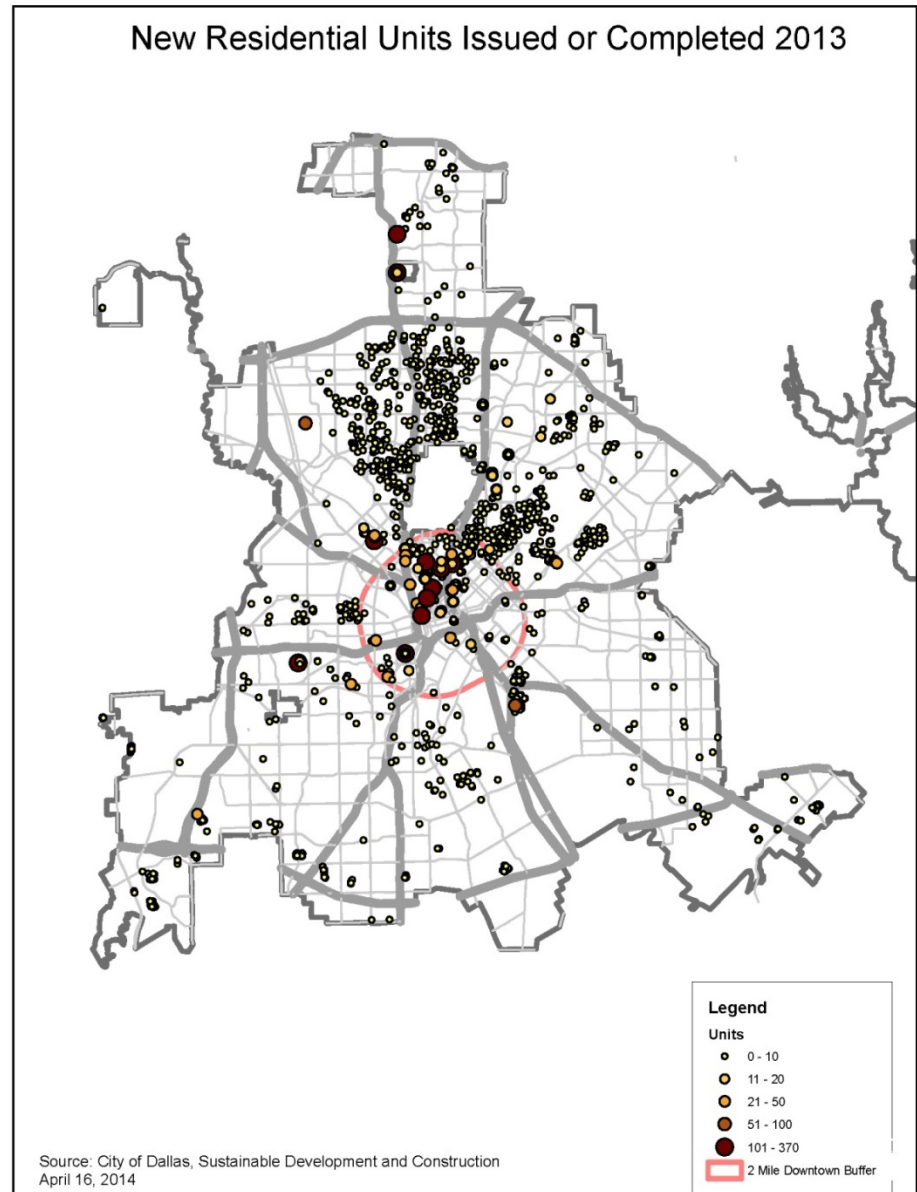 New Residential Units Issued or Completed 2013
Legend
Units
0 - 10
11 - 20
21 - 50
51 - 100
101 - 370
2 Mile Downtown Buffer
Source: City of Dallas, Sustainable Development and Construction
April 16, 2014